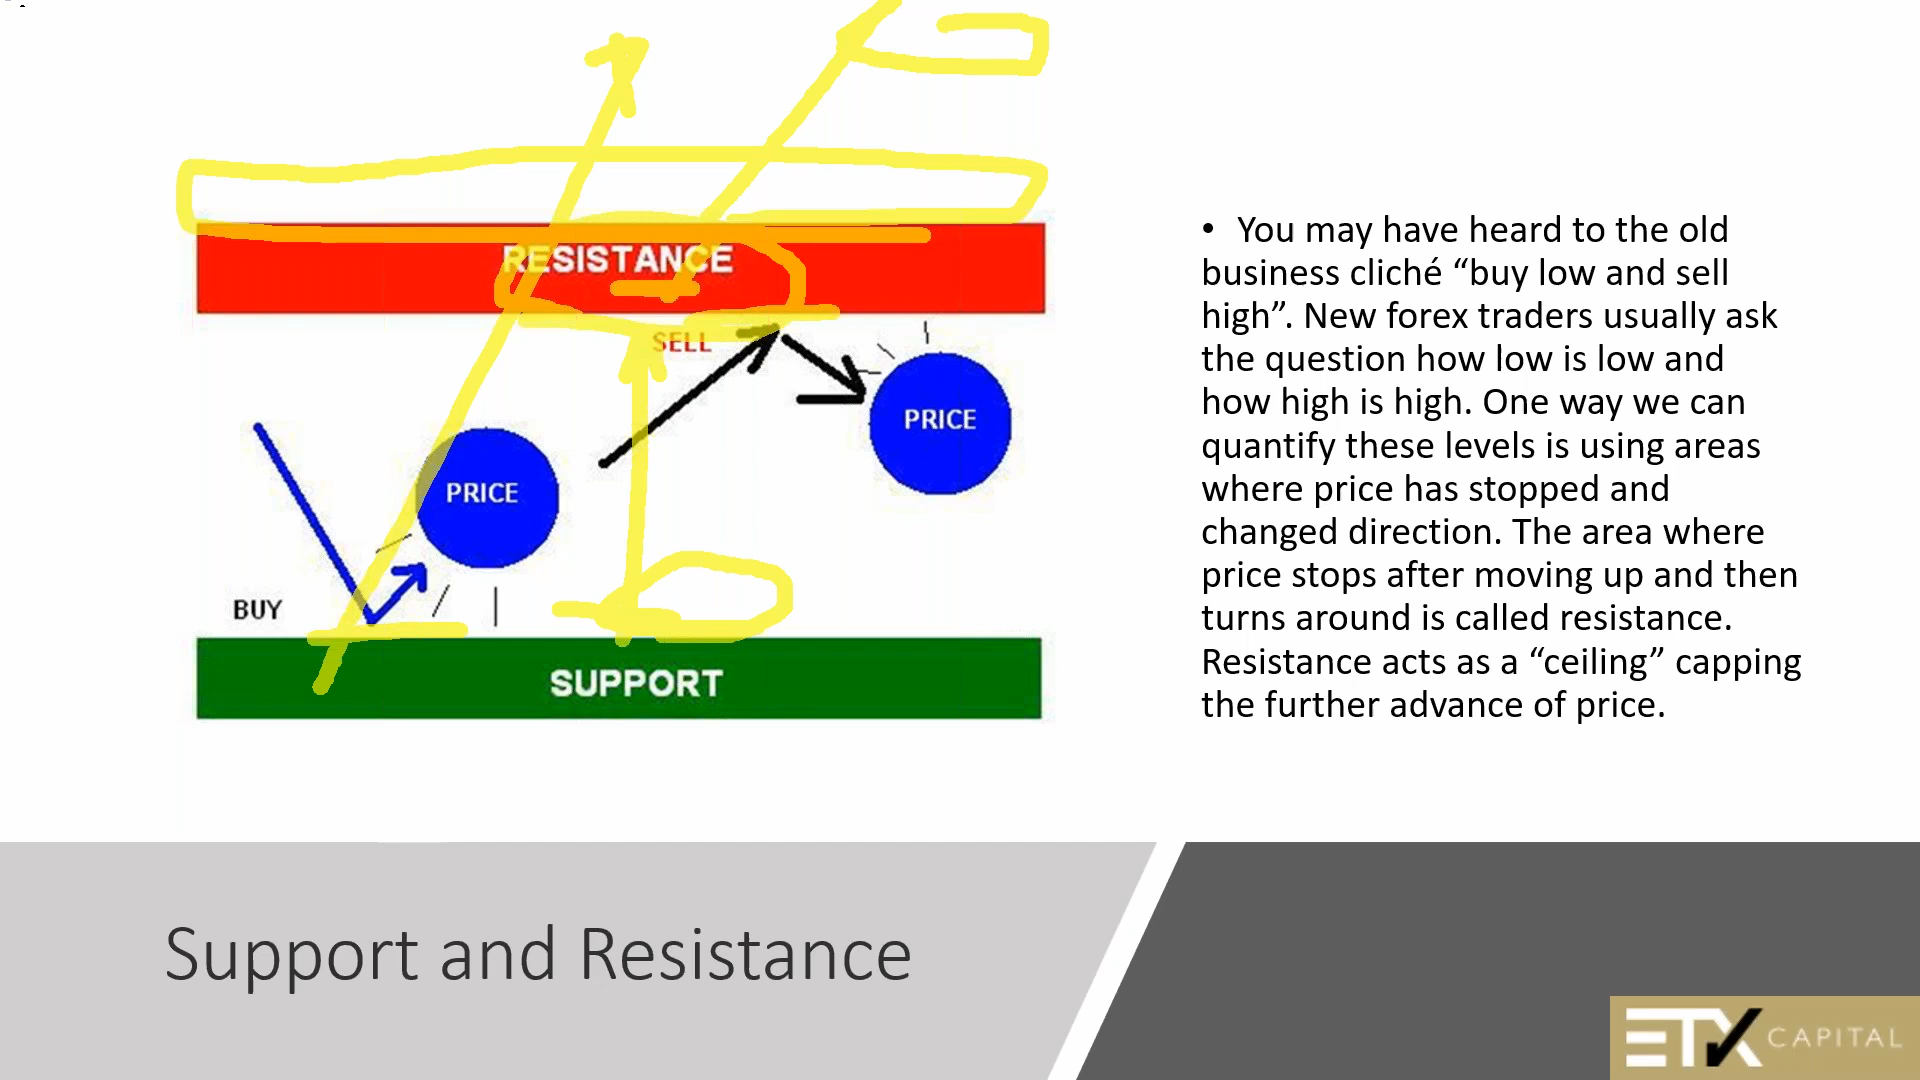 RESISTANCE
SELL
PRICE
PRICE
BUY
SUPPORT
• You may have heard to the old
business cliché “buy low and sell
high”. New forex traders usually ask
the question how low is low and
how high is high. One way we can
quantify these levels is using areas
where price has stopped and
changed direction. The area where
price stops after moving up and then
turns around is called resistance.
Resistance acts as a “ceiling” capping
the further advance of price.
Support and Resistance
ETX CAPITAL